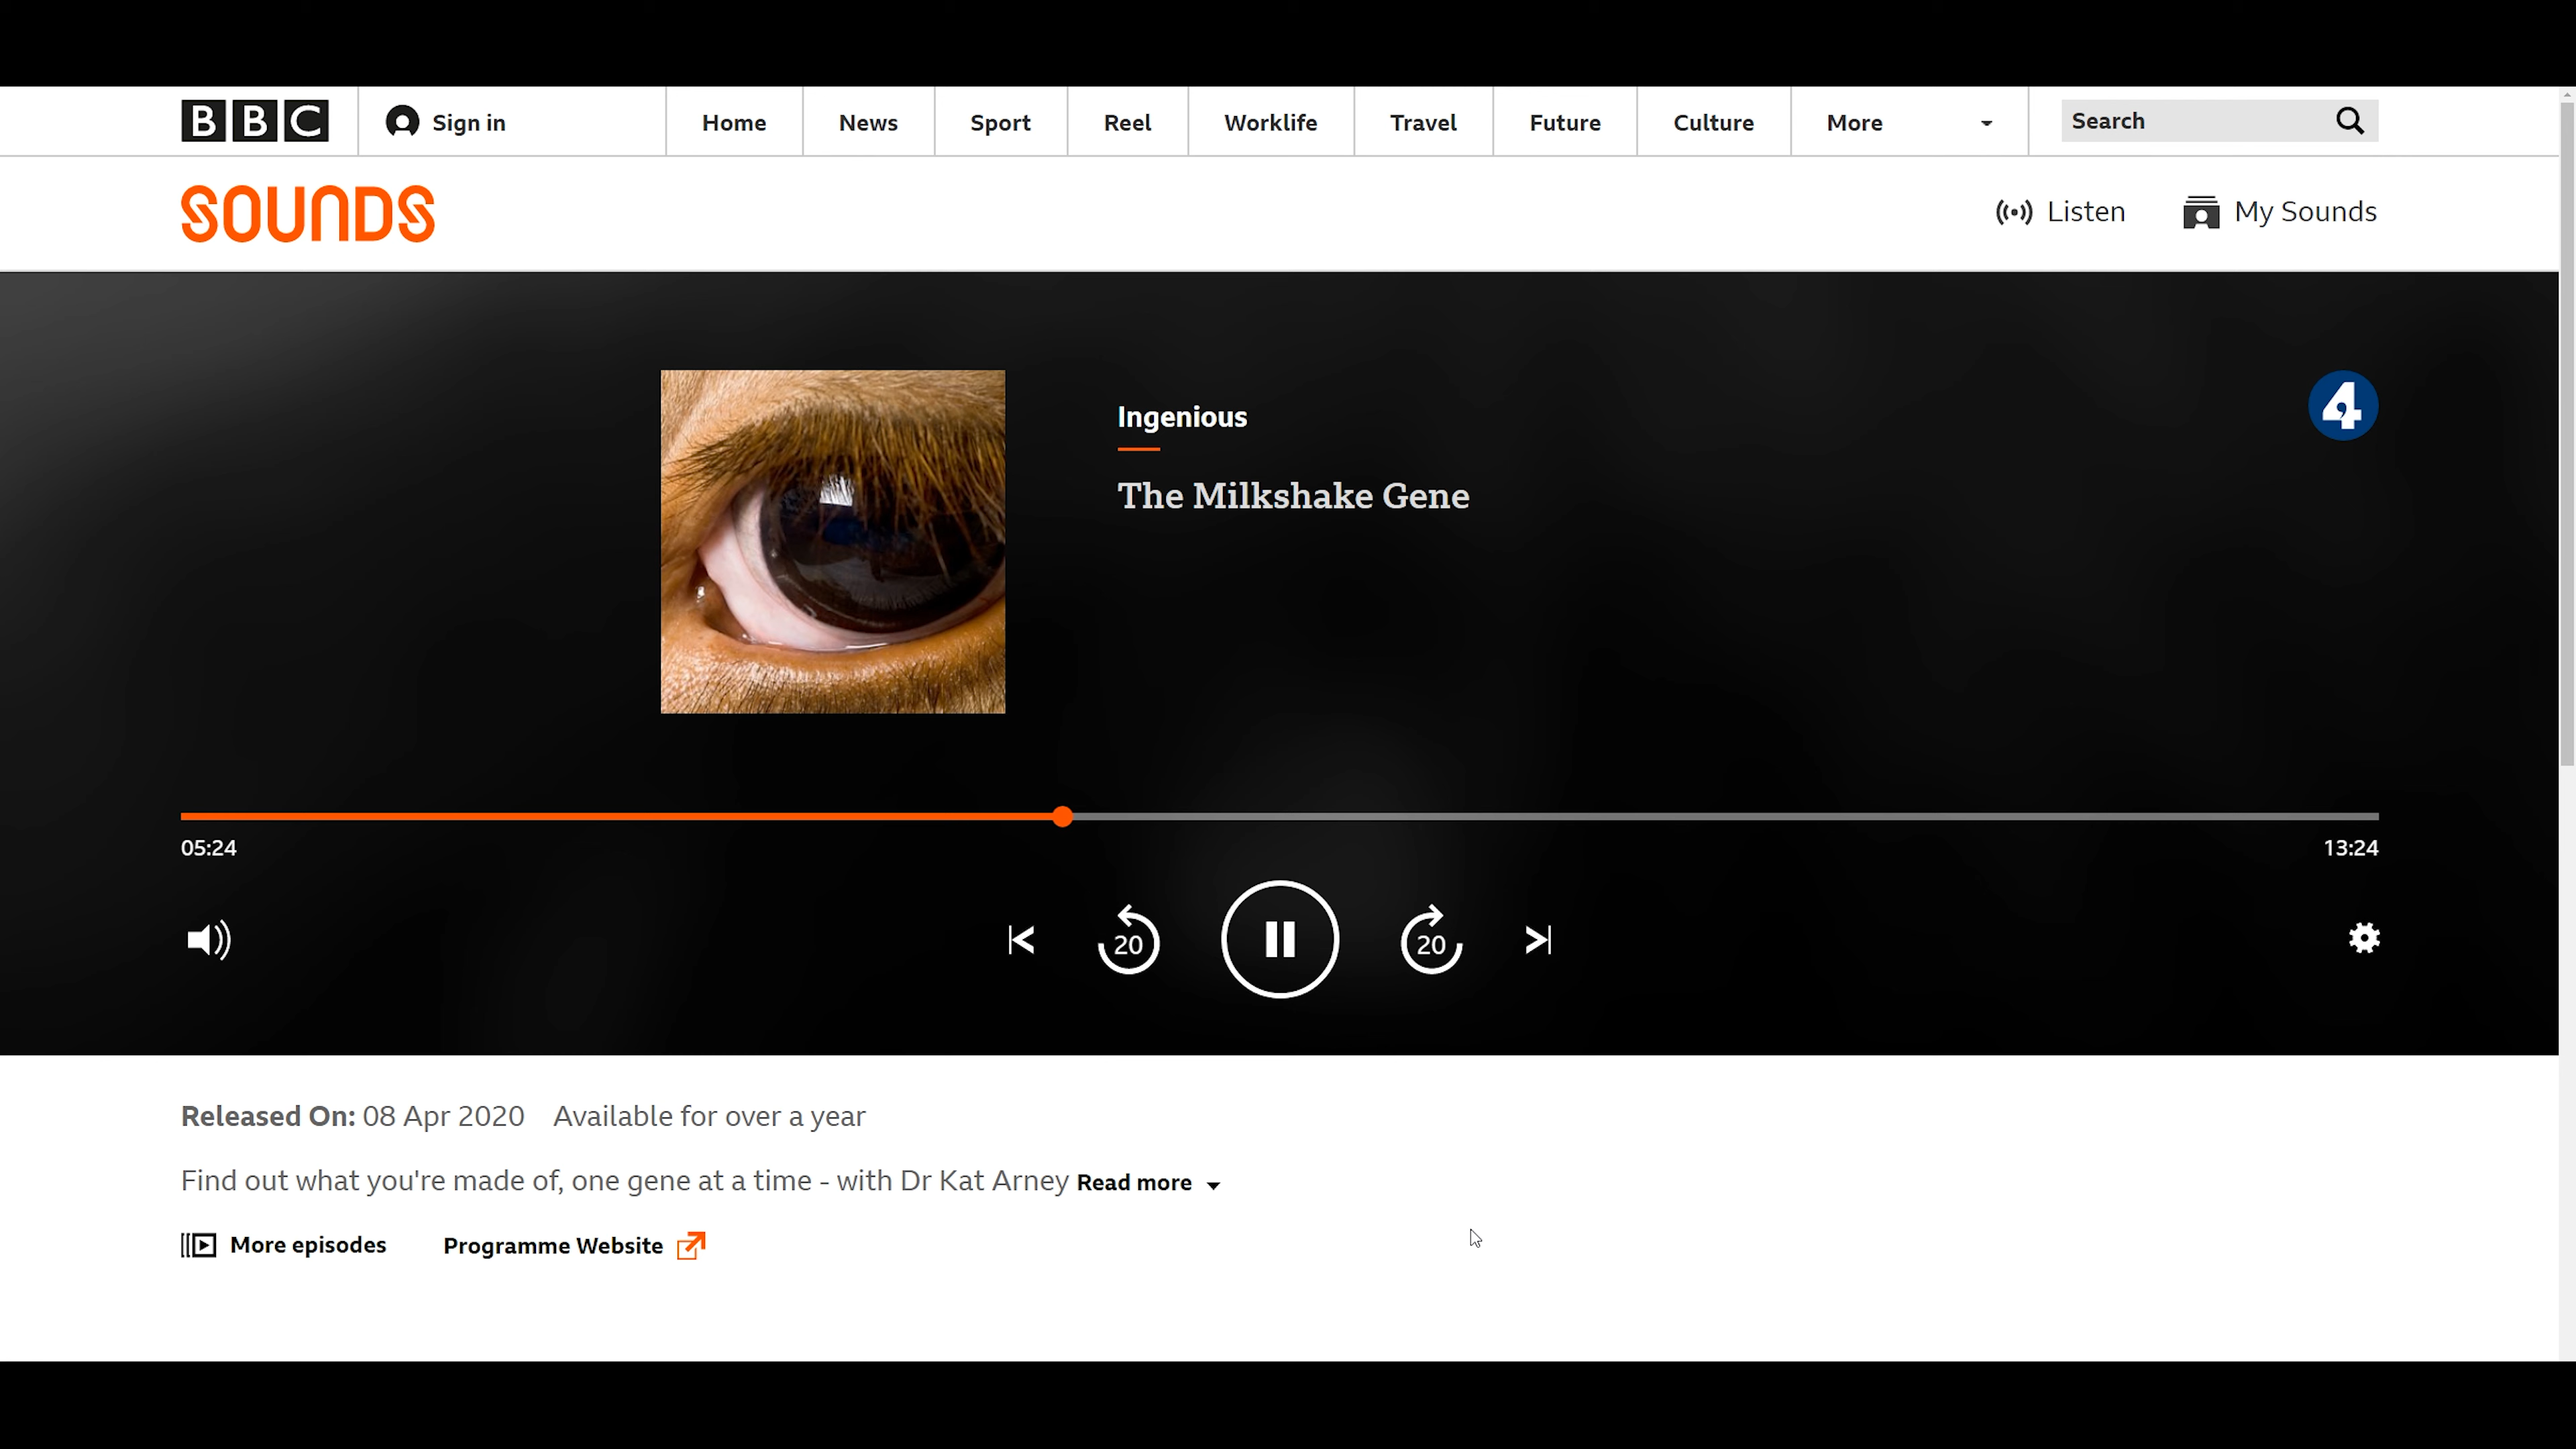 BBC
Sign in
Home
News
Sport
Reel
Worklife
Travel
Future
Culture
More
Search
SOUNDS
Listen
My Sounds
Ingenious
4
The Milkshake Gene
05:24
13:24
20
20
Released On: 08 Apr 2020 Available for over a year
Find out what you're made of, one gene at a time - with Dr Kat Arney Read more
More episodes
Programme Website